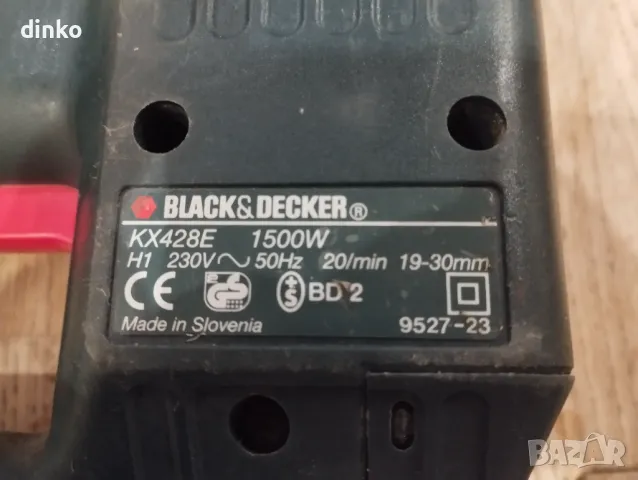 dinko
BLACK&DECKER®
KX428E 1500W
H1 230V~ 50Hz 20/min 19-30mm
CE S BD 2
Made in Slovenia 9527-23
BAZAR